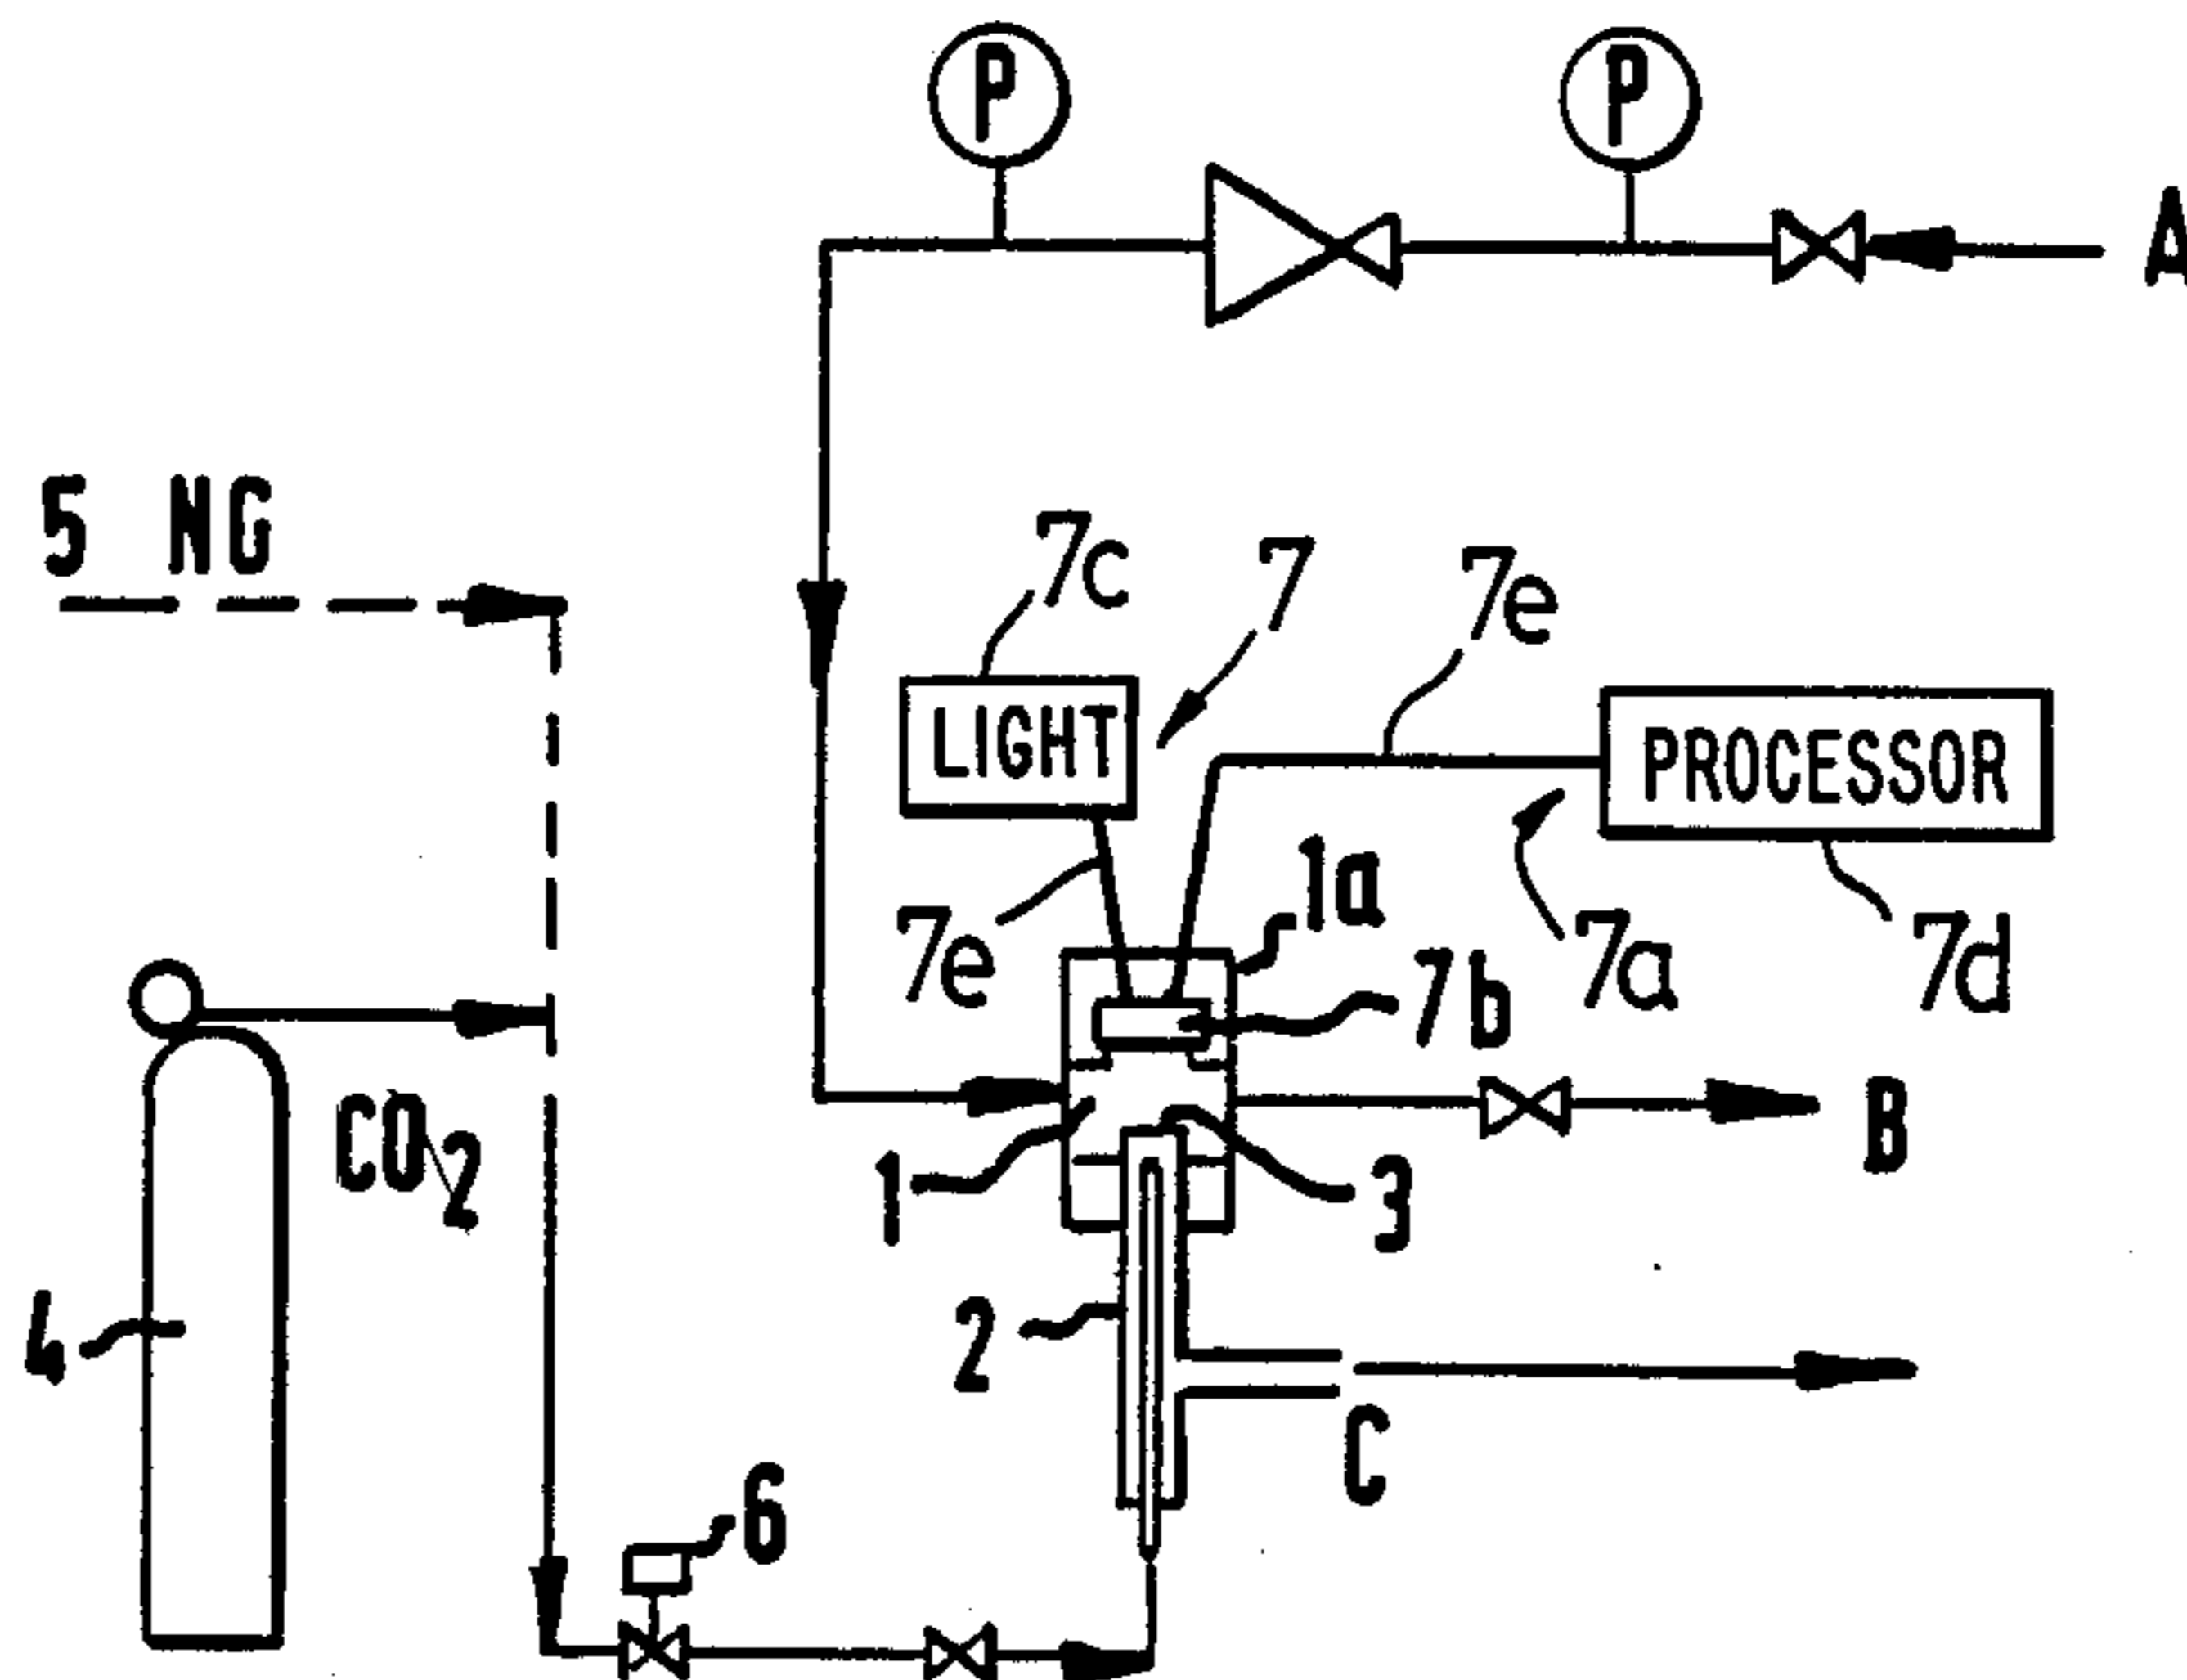 P P
A
5 NG
7c 7 7e
LIGHT PROCESSOR
1a
7e 7a 7d
7b
CO2
B
1 3
4 2
C
6